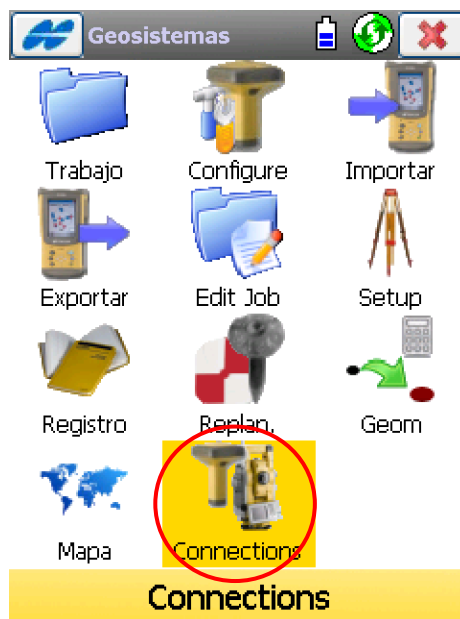 Geosistemas
Trabajo Configure Importar
Exportar Edit Job Setup
Registro Replan. Geom
Mapa Connections
Connections